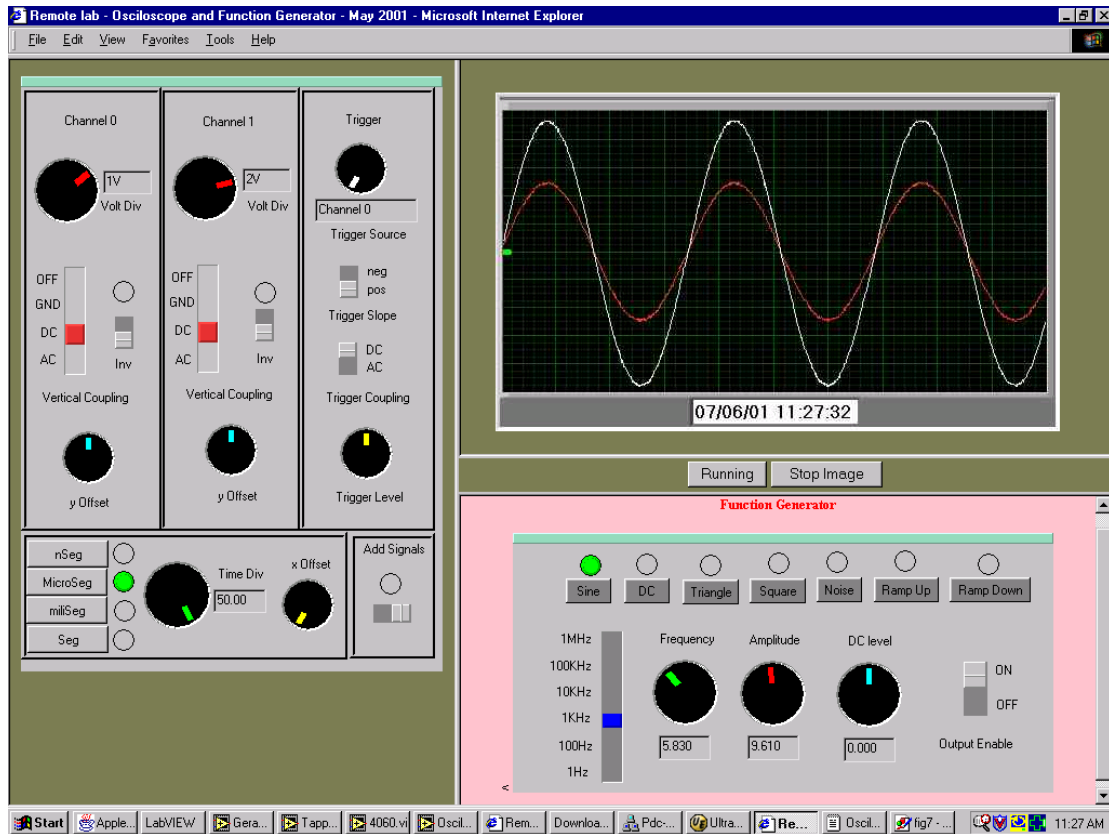 Remote lab - Osciloscope and Function Generator - May 2001 - Microsoft Internet Explorer
File Edit View Favorites Tools Help
Channel 0
1V
Volt Div
OFF
GND
DC
AC
Inv
Vertical Coupling
y Offset
Channel 1
2V
Volt Div
OFF
GND
DC
AC
Inv
Vertical Coupling
y Offset
Trigger
Channel 0
Trigger Source
neg
pos
Trigger Slope
DC
AC
Trigger Coupling
Trigger Level
nSeg
MicroSeg
miliSeg
Seg
Time Div
50.00
x Offset
Add Signals
07/06/01 11:27:32
Running Stop Image
Function Generator
Sine DC Triangle Square Noise Ramp Up Ramp Down
1MHz
100KHz
10KHz
1KHz
100Hz
1Hz
Frequency
5.830
Amplitude
9.610
DC level
0.000
ON
OFF
Output Enable
<
Start Apple... LabVIEW Gera... Tapp... 4060.vi Oscil... Rem... Downloa... Pdc-... Ultra... Re... Oscil... fig7 - ... 11:27 AM